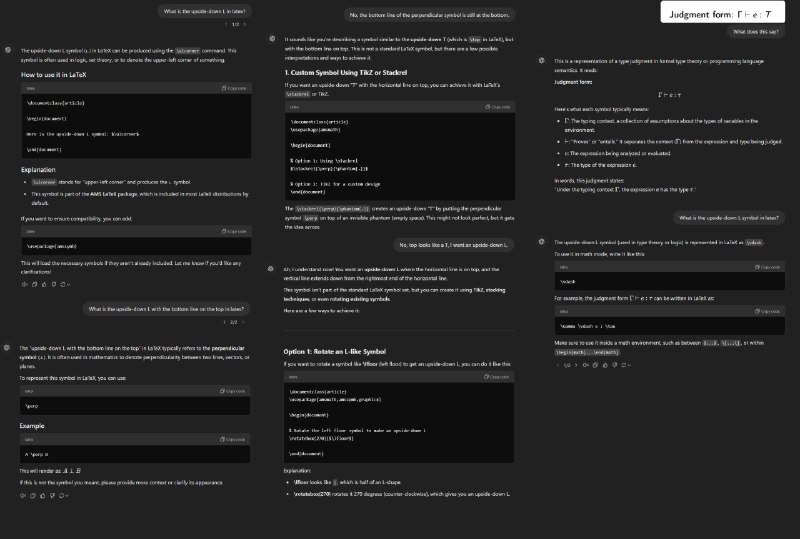 What is the upside-down L in latex?
1/2
The upside-down L symbol (⌞) in LaTeX can be produced using the \ulcorner command. This
symbol is often used in logic, set theory, or to denote the upper-left corner of something.
How to use it in LaTeX
latex
Copy code
\documentclass{article}
\begin{document}
Here is the upside-down L symbol: $\ulcorner$
\end{document}
Explanation
• \ulcorner stands for "upper-left corner" and produces the ⌞ symbol.
• This symbol is part of the AMS LaTeX package, which is included in most LaTeX distributions by
default.
If you want to ensure compatibility, you can add:
latex
Copy code
\usepackage{amssymb}
This will load the necessary symbols if they aren't already included. Let me know if you'd like any
clarifications!
What is the upside-down L with the bottom line on the top in latex?
2/2
The "upside-down L with the bottom line on the top" in LaTeX typically refers to the perpendicular
symbol (⊥). It is often used in mathematics to denote perpendicularity between two lines, vectors, or
planes.
To represent this symbol in LaTeX, you can use:
latex
Copy code
\perp
Example
latex
Copy code
A \perp B
This will render as: A ⊥ B
If this is not the symbol you meant, please provide more context or clarify its appearance.
No, the bottom line of the perpendicular symbol is still at the bottom.
It sounds like you're describing a symbol similar to the upside-down T (which is \top in LaTeX), but
with the bottom line on top. This is not a standard LaTeX symbol, but there are a few possible
interpretations and ways to achieve it:
1. Custom Symbol Using TikZ or Stackrel
If you want an upside-down "T" with the horizontal line on top, you can achieve it with LaTeX's
\stackrel or TikZ.
latex
Copy code
\documentclass{article}
\usepackage{amsmath}
\begin{document}
% Option 1: Using \stackrel
$\stackrel{\perp}{\phantom{.}}$
% Option 2: TikZ for a custom design
\end{document}
The \stackrel{\perp}{\phantom{.}} creates an upside-down "T" by putting the perpendicular
symbol \perp on top of an invisible phantom (empty space). This might not look perfect, but it gets
the idea across.
No, top looks like a T, I want an upside down L.
Ah, I understand now! You want an upside-down L where the horizontal line is on top, and the
vertical line extends down from the rightmost end of the horizontal line.
This symbol isn't part of the standard LaTeX symbol set, but you can create it using TikZ, stacking
techniques, or even rotating existing symbols.
Here are a few ways to achieve it:
Option 1: Rotate an L-like Symbol
If you want to rotate a symbol like \lfloor (left floor) to get an upside-down L, you can do it like this:
latex
Copy code
\documentclass{article}
\usepackage{amsmath,amssymb,graphicx}
\begin{document}
% Rotate the left floor symbol to make an upside down L
\rotatebox{270}{$\lfloor$}
\end{document}
Explanation:
• \lfloor looks like ⌊, which is half of an L-shape.
• \rotatebox{270} rotates it 270 degrees (counter-clockwise), which gives you an upside-down L.
Judgment form: Γ ⊢ e : T
What does this say?
This is a representation of a type judgment in formal type theory or programming language
semantics. It reads:
Judgment form:
Γ ⊢ e : τ
Here's what each symbol typically means:
• Γ: The typing context, a collection of assumptions about the types of variables in the
environment.
• ⊢: "Proves" or "entails." It separates the context (Γ) from the expression and type being judged.
• e: The expression being analyzed or evaluated.
• τ: The type of the expression e.
In words, this judgment states:
"Under the typing context Γ, the expression e has the type τ."
What is the upside-down L symbol in latex?
The upside-down L symbol (used in type theory or logic) is represented in LaTeX as \vdash.
To use it in math mode, write it like this:
latex
Copy code
\vdash
For example, the judgment form Γ ⊢ e : τ can be written in LaTeX as:
latex
Copy code
\Gamma \vdash e : \tau
Make sure to use it inside a math environment, such as between $...$, \[...\], or within
\begin{math}...\end{math}.
1/2